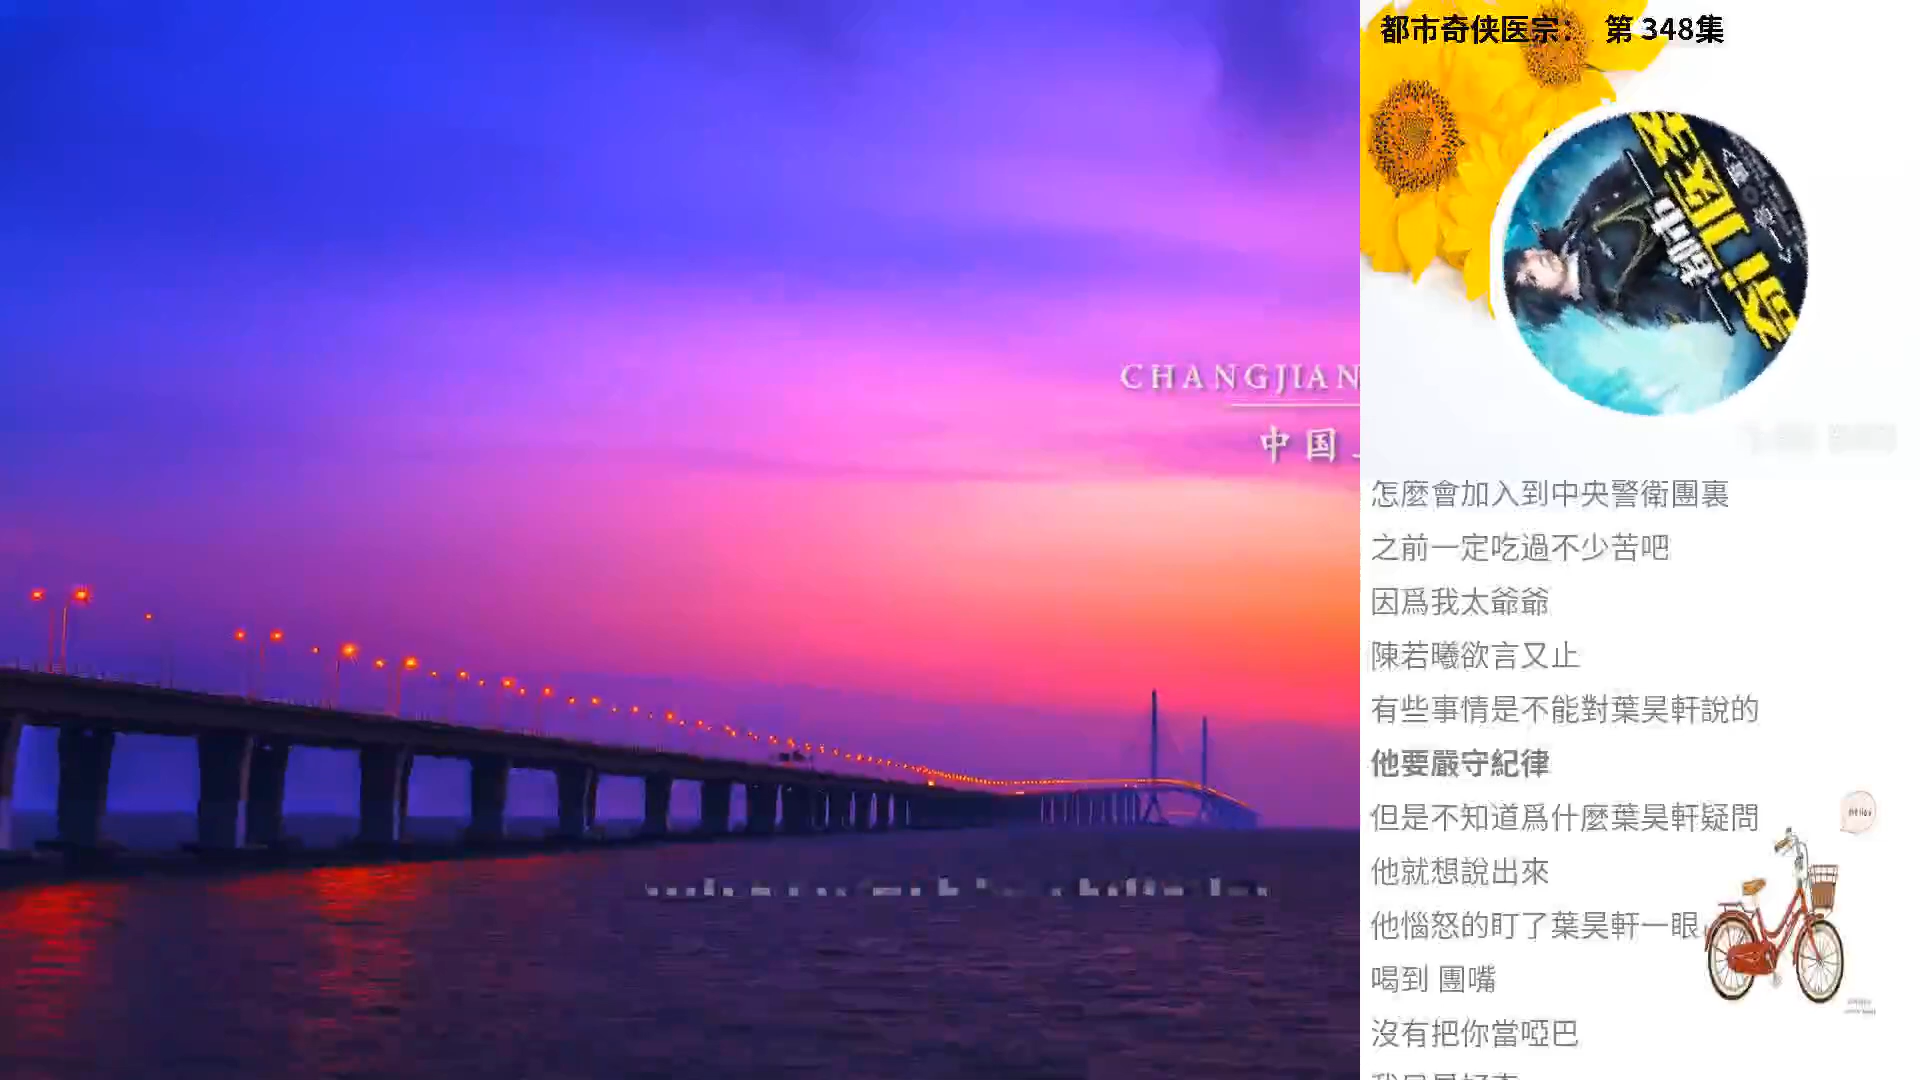 都市奇侠医宗： 第 348集
CHANGJIAN
中国
怎麼會加入到中央警衛團裏
之前一定吃過不少苦吧
因爲我太爺爺
陳若曦欲言又止
有些事情是不能對葉昊軒說的
他要嚴守紀律
但是不知道爲什麼葉昊軒疑問
他就想說出來
他惱怒的盯了葉昊軒一眼
喝到 團嘴
沒有把你當啞巴